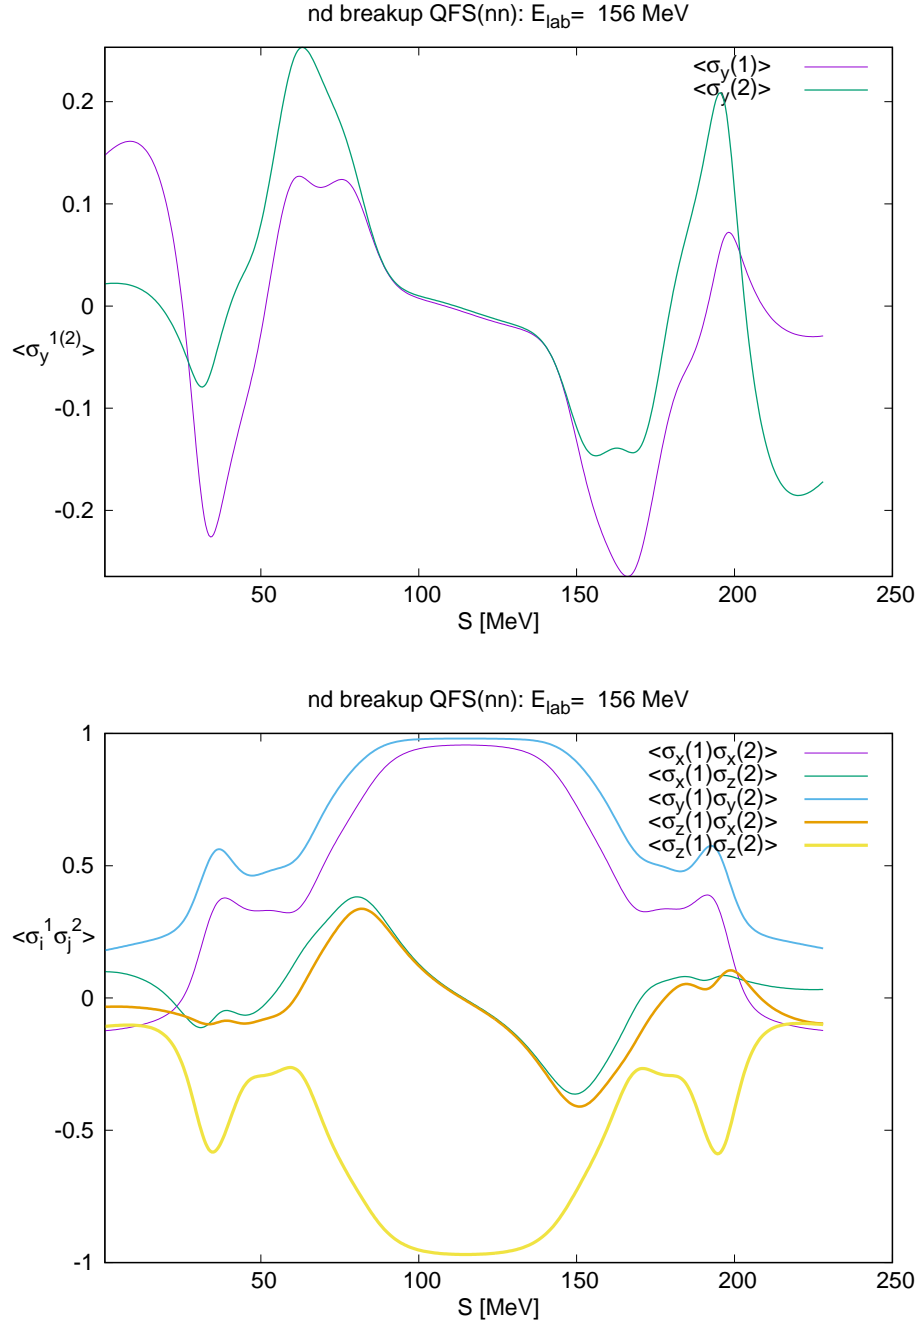 nd breakup QFS(nn): E_lab= 156 MeV
<σ_y(1)>
<σ_y(2)>
0.2
0.1
0
-0.1
-0.2
<σ_y^1(2)>
50
100
150
200
250
S [MeV]
nd breakup QFS(nn): E_lab= 156 MeV
<σ_x(1)σ_x(2)>
<σ_x(1)σ_z(2)>
<σ_y(1)σ_y(2)>
<σ_z(1)σ_x(2)>
<σ_z(1)σ_z(2)>
1
0.5
0
-0.5
-1
<σ_i^1σ_j^2>
50
100
150
200
250
S [MeV]